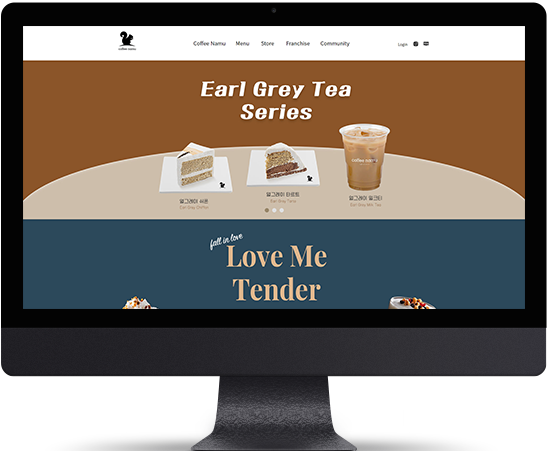 coffee namu
Coffee Namu Menu Store Franchise Community Login
Earl Grey Tea
Series
coffee namu
얼그레이 쉬폰
Earl Grey Chiffon
얼그레이 타르트
Earl Grey Tarte
얼그레이 밀크티
Earl Grey Milk Tea
fall in love
Love Me
Tender